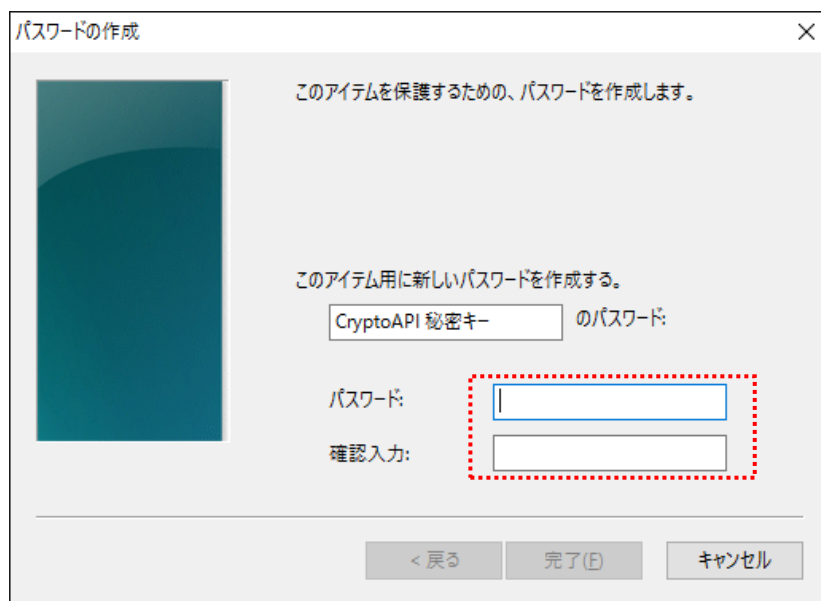 パスワードの作成
このアイテムを保護するための、パスワードを作成します。
このアイテム用に新しいパスワードを作成する。
CryptoAPI 秘密キー のパスワード:
パスワード:
確認入力:
< 戻る 完了(F) キャンセル